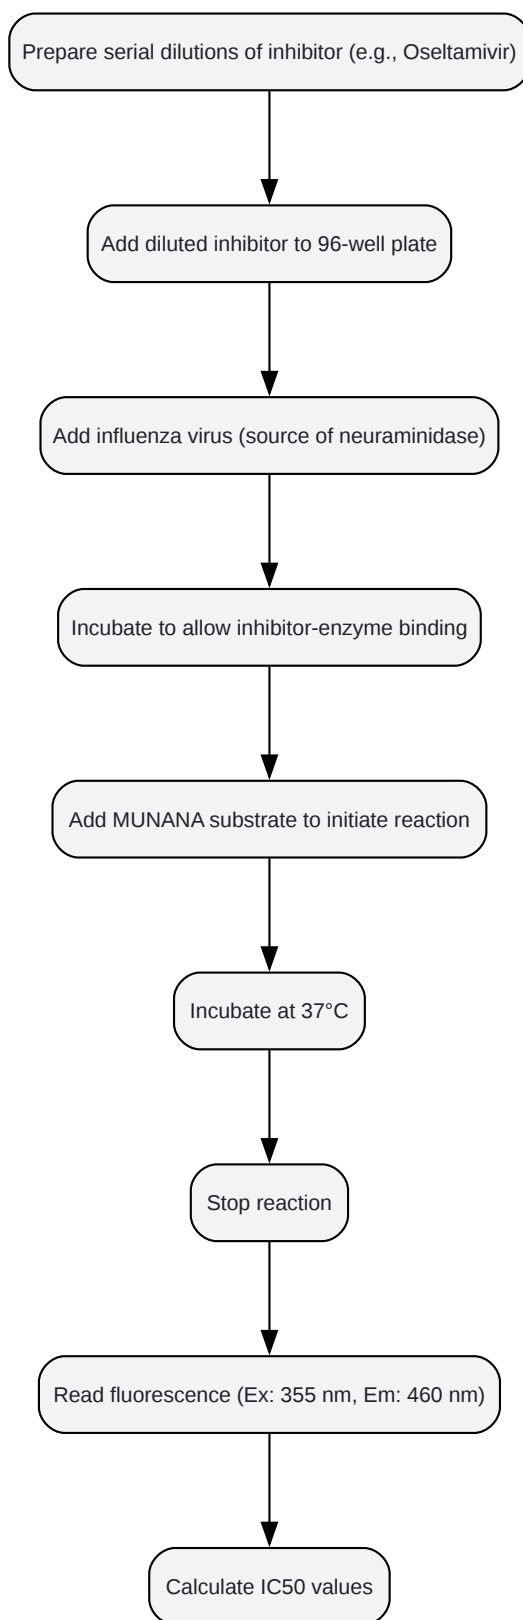 Prepare serial dilutions of inhibitor (e.g., Oseltamivir)
Add diluted inhibitor to 96-well plate
Add influenza virus (source of neuraminidase)
Incubate to allow inhibitor-enzyme binding
Add MUNANA substrate to initiate reaction
Incubate at 37°C
Stop reaction
Read fluorescence (Ex: 355 nm, Em: 460 nm)
Calculate IC50 values